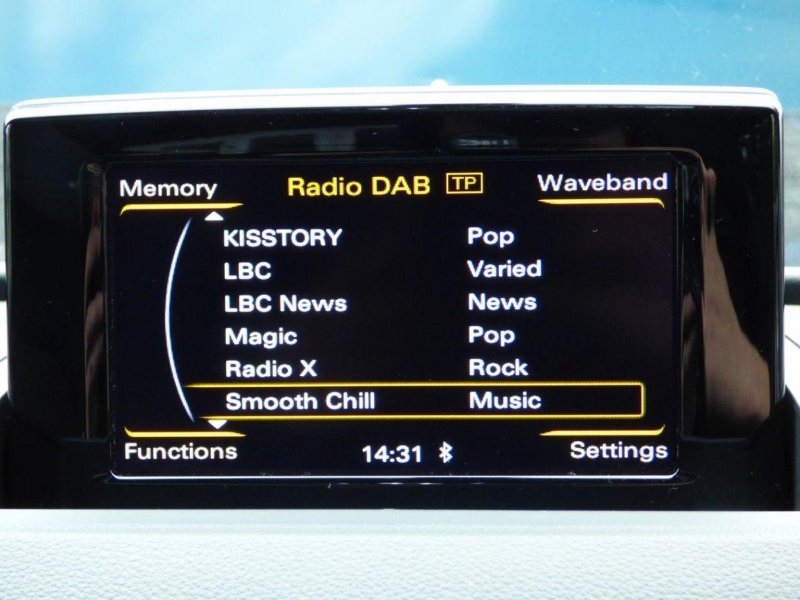 Memory Radio DAB TP Waveband
KISSTORY Pop
LBC Varied
LBC News News
Magic Pop
Radio X Rock
Smooth Chill Music
Functions 14:31 Settings